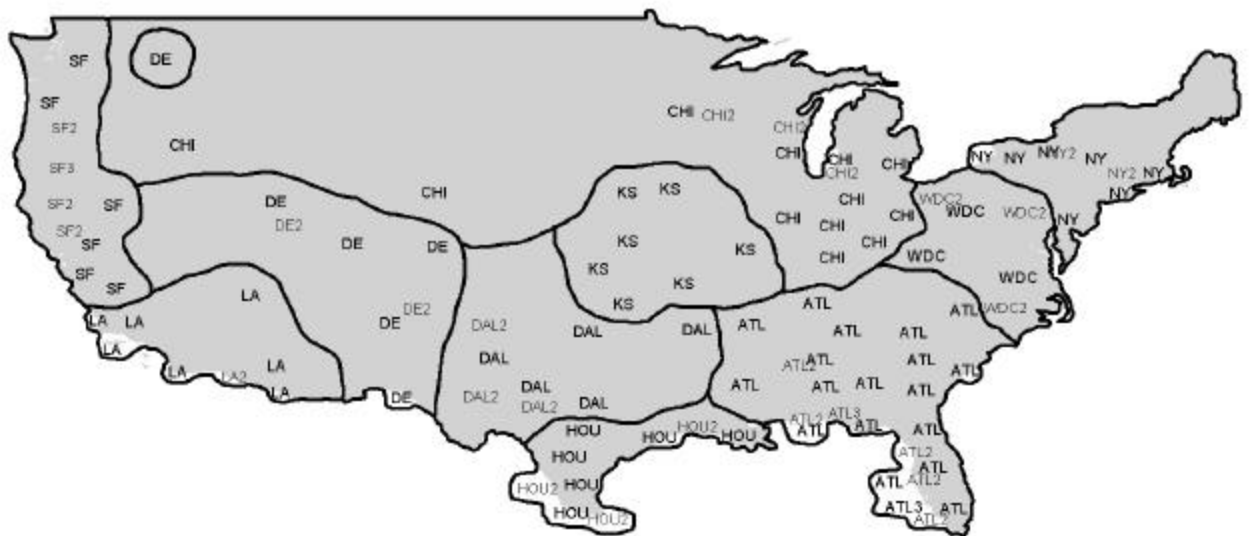 SF
DE
SF
CHI CHI2
CHI2
SF2
CHI
CHI CHI CHI
NY NY NY NY2 NY
SF3
CHI2
NY2 NY
KS KS
CHI
NY
SF2 SF
DE
CHI
CHI
WDC2 WDC WDC2
DE2
CHI CHI
CHI
NY
SF2 SF
DE DE
KS KS
CHI
CHI WDC
SF
KS
KS
WDC
SF
LA
KS
ATL
ATL WDC2
LA LA
DE DE2
DAL2 DAL DAL
ATL ATL ATL
LA
DAL
ATL2 ATL ATL
LA LA2 LA
LA
DAL
ATL ATL ATL ATL ATL
DE
DAL2 DAL2 DAL
HOU HOU HOU2 HOU
ATL2 ATL ATL3 ATL ATL
HOU
ATL2 ATL
HOU2 HOU
ATL ATL2
HOU HOU2
ATL3 ATL2 ATL